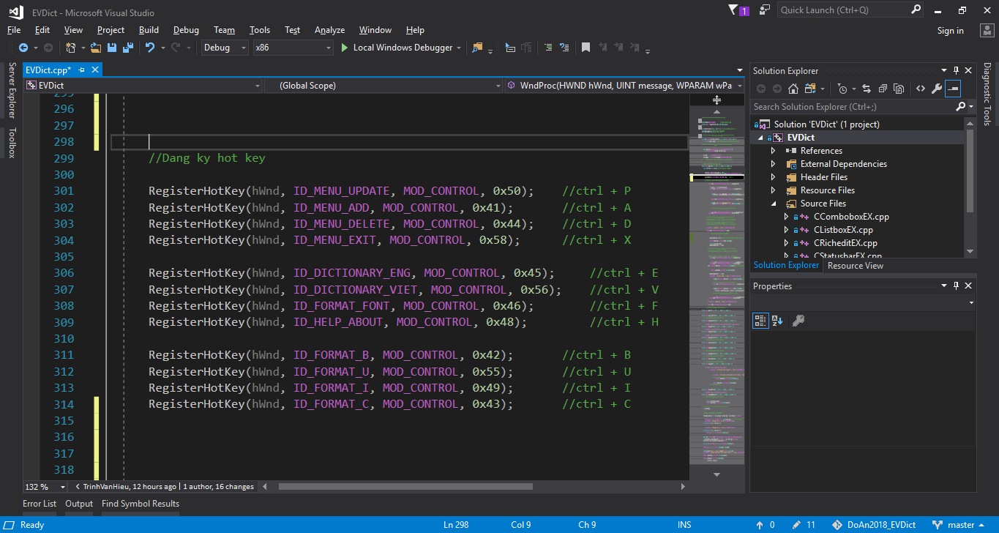 EVDict - Microsoft Visual Studio
1
Quick Launch (Ctrl+Q)
File Edit View Project Build Debug Team Tools Test Analyze Window Help
Sign in
Debug x86 Local Windows Debugger
Server Explorer
Toolbox
EVDict.cpp*
EVDict (Global Scope) WndProc(HWND hWnd, UINT message, WPARAM wPa
295
296
297
298
299 //Dang ky hot key
300
301 RegisterHotKey(hWnd, ID_MENU_UPDATE, MOD_CONTROL, 0x50); //ctrl + P
302 RegisterHotKey(hWnd, ID_MENU_ADD, MOD_CONTROL, 0x41); //ctrl + A
303 RegisterHotKey(hWnd, ID_MENU_DELETE, MOD_CONTROL, 0x44); //ctrl + D
304 RegisterHotKey(hWnd, ID_MENU_EXIT, MOD_CONTROL, 0x58); //ctrl + X
305
306 RegisterHotKey(hWnd, ID_DICTIONARY_ENG, MOD_CONTROL, 0x45); //ctrl + E
307 RegisterHotKey(hWnd, ID_DICTIONARY_VIET, MOD_CONTROL, 0x56); //ctrl + V
308 RegisterHotKey(hWnd, ID_FORMAT_FONT, MOD_CONTROL, 0x46); //ctrl + F
309 RegisterHotKey(hWnd, ID_HELP_ABOUT, MOD_CONTROL, 0x48); //ctrl + H
310
311 RegisterHotKey(hWnd, ID_FORMAT_B, MOD_CONTROL, 0x42); //ctrl + B
312 RegisterHotKey(hWnd, ID_FORMAT_U, MOD_CONTROL, 0x55); //ctrl + U
313 RegisterHotKey(hWnd, ID_FORMAT_I, MOD_CONTROL, 0x49); //ctrl + I
314 RegisterHotKey(hWnd, ID_FORMAT_C, MOD_CONTROL, 0x43); //ctrl + C
315
316
317
318
132 % TrinhVanHieu, 12 hours ago | 1 author, 16 changes
Solution Explorer
Search Solution Explorer (Ctrl+;)
Solution 'EVDict' (1 project)
EVDict
References
External Dependencies
Header Files
Resource Files
Source Files
CComboboxEX.cpp
CListboxEX.cpp
CRicheditEX.cpp
CStatusbarEX.cpp
Solution Explorer Resource View
Properties
Diagnostic Tools
Error List Output Find Symbol Results
Ready Ln 298 Col 9 Ch 9 INS 0 11 DoAn2018_EVDict master